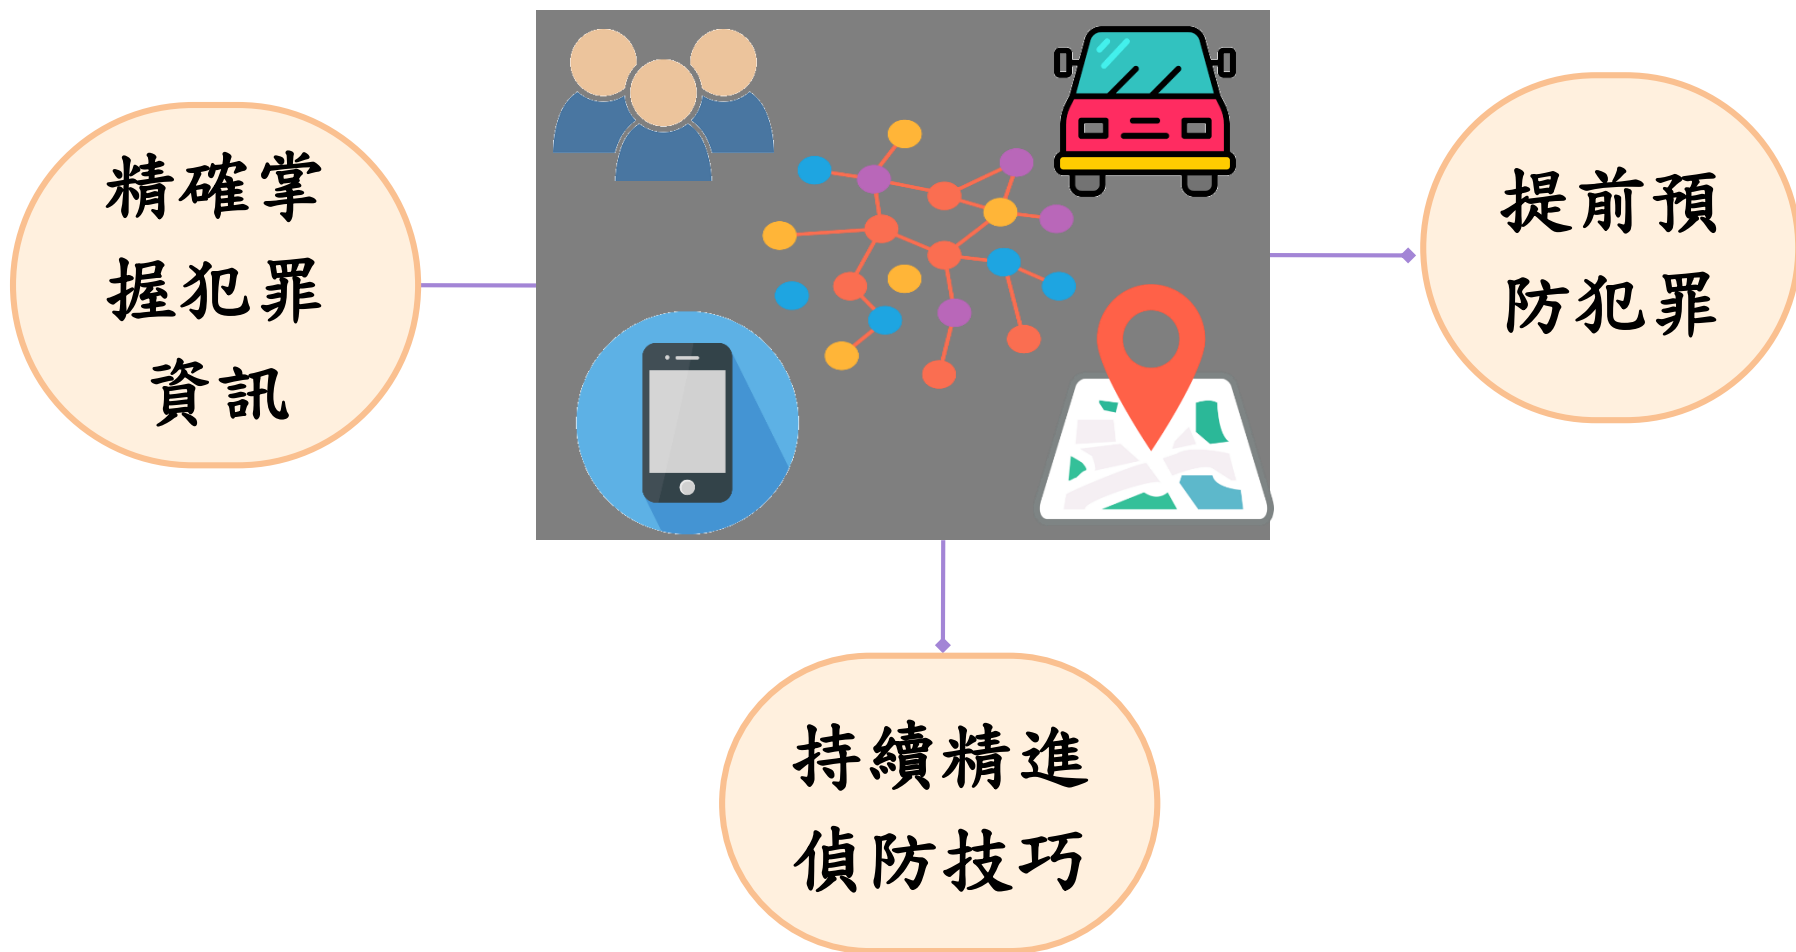 精確掌
握犯罪
資訊
提前預
防犯罪
持續精進
偵防技巧